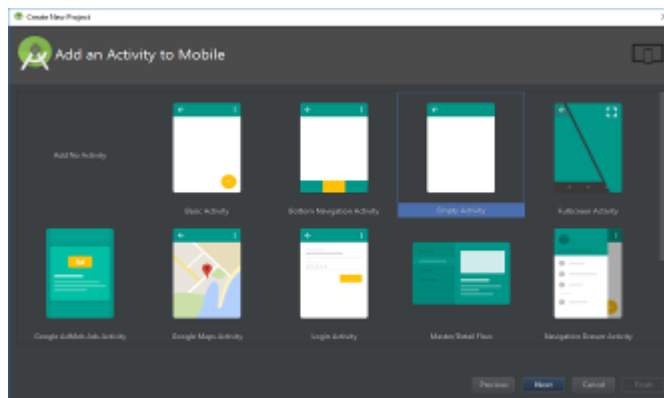 Create New Project
Add an Activity to Mobile
Add No Activity
Basic Activity
Bottom Navigation Activity
Empty Activity
Fullscreen Activity
Ad
Google AdMob Ads Activity
Google Maps Activity
Login Activity
Master/Detail Flow
Navigation Drawer Activity
Previous
Next
Cancel
Finish